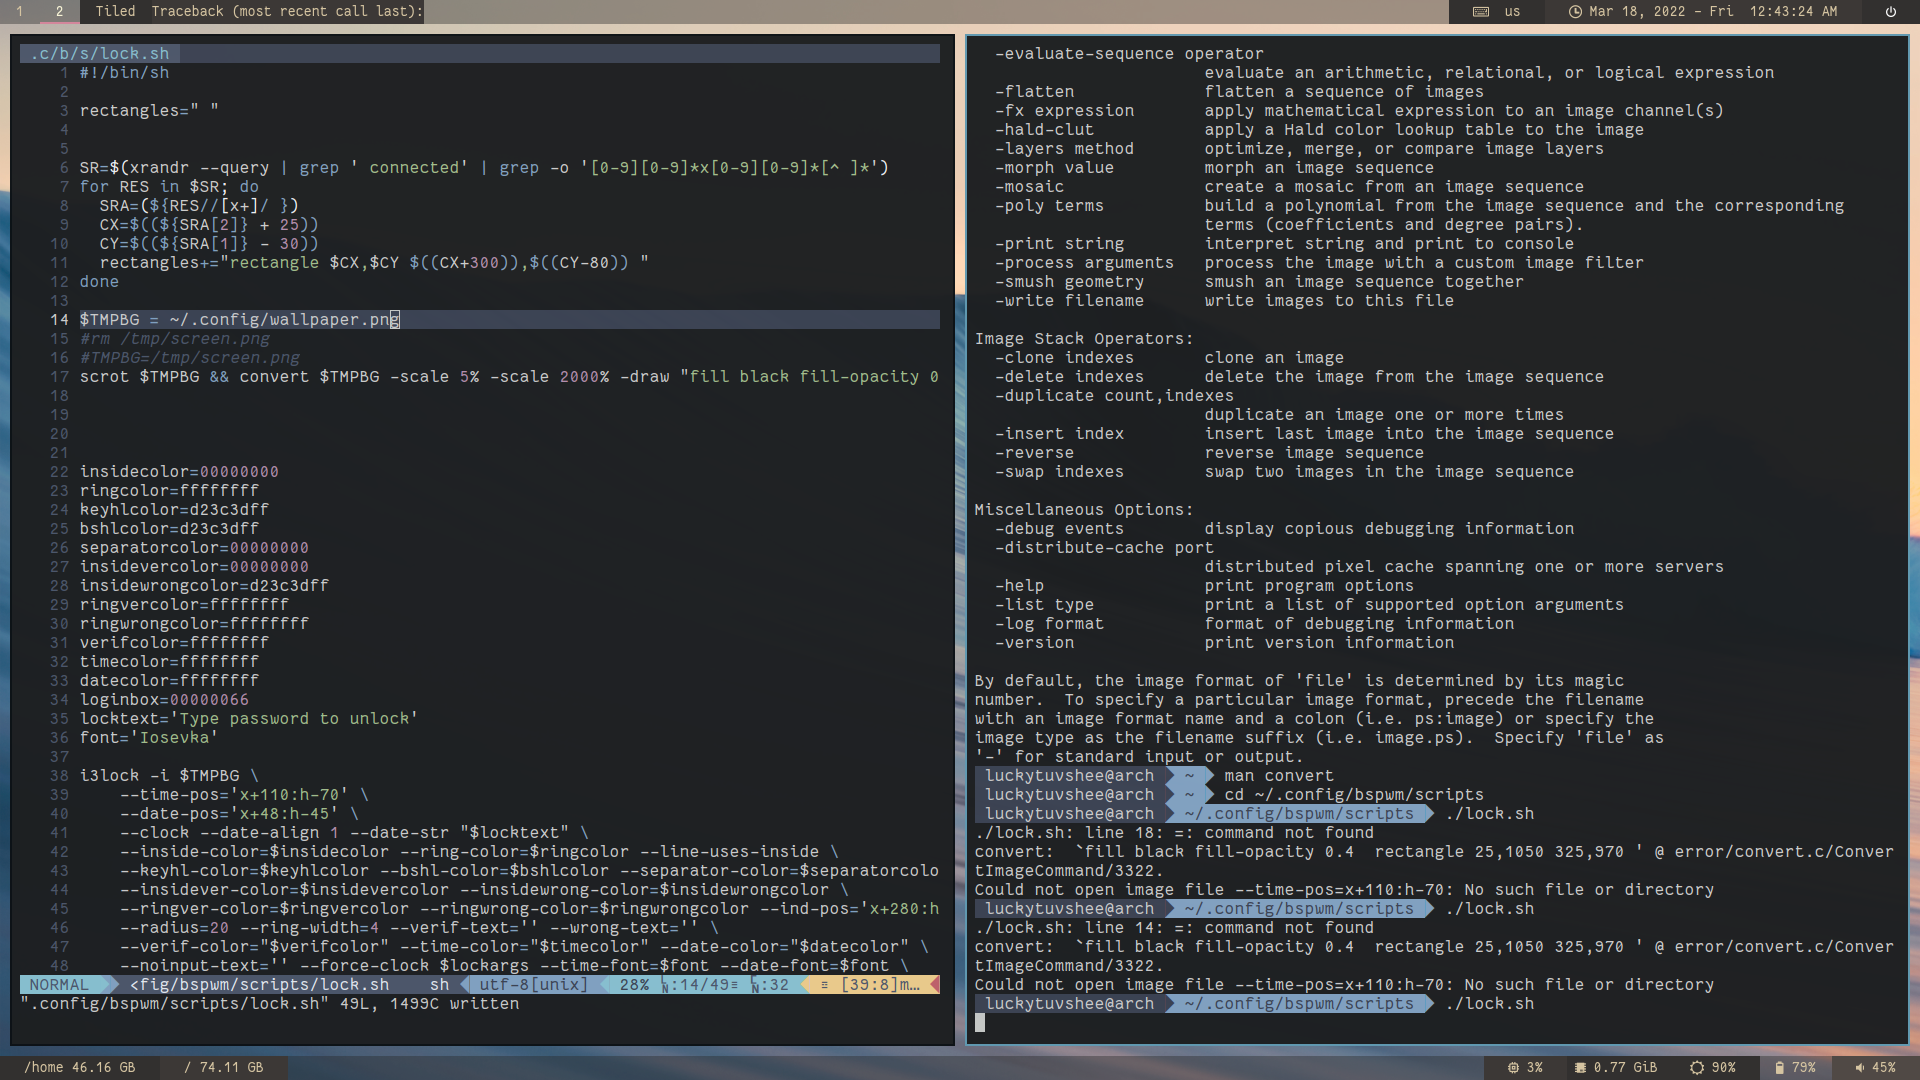 1 2 Tiled Traceback (most recent call last):
us Mar 18, 2022 - Fri 12:43:24 AM
.c/b/s/lock.sh
1 #!/bin/sh
2
3 rectangles=" "
4
5
6 SR=$(xrandr --query | grep ' connected' | grep -o '[0-9][0-9]*x[0-9][0-9]*[^ ]*')
7 for RES in $SR; do
8 SRA=(${RES//[x+]/ })
9 CX=$((${SRA[2]} + 25))
10 CY=$((${SRA[1]} - 30))
11 rectangles+="rectangle $CX,$CY $((CX+300)),$((CY-80)) "
12 done
13
14 $TMPBG = ~/.config/wallpaper.png
15 #rm /tmp/screen.png
16 #TMPBG=/tmp/screen.png
17 scrot $TMPBG && convert $TMPBG -scale 5% -scale 2000% -draw "fill black fill-opacity 0
18
19
20
21
22 insidecolor=00000000
23 ringcolor=ffffffff
24 keyhlcolor=d23c3dff
25 bshlcolor=d23c3dff
26 separatorcolor=00000000
27 insidevercolor=00000000
28 insidewrongcolor=d23c3dff
29 ringvercolor=ffffffff
30 ringwrongcolor=ffffffff
31 verifcolor=ffffffff
32 timecolor=ffffffff
33 datecolor=ffffffff
34 loginbox=00000066
35 locktext='Type password to unlock'
36 font='Iosevka'
37
38 i3lock -i $TMPBG \
39 --time-pos='x+110:h-70' \
40 --date-pos='x+48:h-45' \
41 --clock --date-align 1 --date-str "$locktext" \
42 --inside-color=$insidecolor --ring-color=$ringcolor --line-uses-inside \
43 --keyhl-color=$keyhlcolor --bshl-color=$bshlcolor --separator-color=$separatorcolo
44 --insidever-color=$insidevercolor --insidewrong-color=$insidewrongcolor \
45 --ringver-color=$ringvercolor --ringwrong-color=$ringwrongcolor --ind-pos='x+280:h
46 --radius=20 --ring-width=4 --verif-text='' --wrong-text='' \
47 --verif-color="$verifcolor" --time-color="$timecolor" --date-color="$datecolor" \
48 --noinput-text='' --force-clock $lockargs --time-font=$font --date-font=$font \
NORMAL <fig/bspwm/scripts/lock.sh sh utf-8[unix] 28% :14/49≡ :32 ≡ [39:8]m…
".config/bspwm/scripts/lock.sh" 49L, 1499C written
-evaluate-sequence operator
evaluate an arithmetic, relational, or logical expression
-flatten flatten a sequence of images
-fx expression apply mathematical expression to an image channel(s)
-hald-clut apply a Hald color lookup table to the image
-layers method optimize, merge, or compare image layers
-morph value morph an image sequence
-mosaic create a mosaic from an image sequence
-poly terms build a polynomial from the image sequence and the corresponding
terms (coefficients and degree pairs).
-print string interpret string and print to console
-process arguments process the image with a custom image filter
-smush geometry smush an image sequence together
-write filename write images to this file
Image Stack Operators:
-clone indexes clone an image
-delete indexes delete the image from the image sequence
-duplicate count,indexes
duplicate an image one or more times
-insert index insert last image into the image sequence
-reverse reverse image sequence
-swap indexes swap two images in the image sequence
Miscellaneous Options:
-debug events display copious debugging information
-distribute-cache port
distributed pixel cache spanning one or more servers
-help print program options
-list type print a list of supported option arguments
-log format format of debugging information
-version print version information
By default, the image format of 'file' is determined by its magic
number. To specify a particular image format, precede the filename
with an image format name and a colon (i.e. ps:image) or specify the
image type as the filename suffix (i.e. image.ps). Specify 'file' as
'-' for standard input or output.
luckytuvshee@arch ~ man convert
luckytuvshee@arch ~ cd ~/.config/bspwm/scripts
luckytuvshee@arch ~/.config/bspwm/scripts ./lock.sh
./lock.sh: line 18: =: command not found
convert: `fill black fill-opacity 0.4 rectangle 25,1050 325,970 ' @ error/convert.c/Conver
tImageCommand/3322.
Could not open image file --time-pos=x+110:h-70: No such file or directory
luckytuvshee@arch ~/.config/bspwm/scripts ./lock.sh
./lock.sh: line 14: =: command not found
convert: `fill black fill-opacity 0.4 rectangle 25,1050 325,970 ' @ error/convert.c/Conver
tImageCommand/3322.
Could not open image file --time-pos=x+110:h-70: No such file or directory
luckytuvshee@arch ~/.config/bspwm/scripts ./lock.sh
/home 46.16 GB / 74.11 GB
3% 0.77 GiB 90% 79% 45%